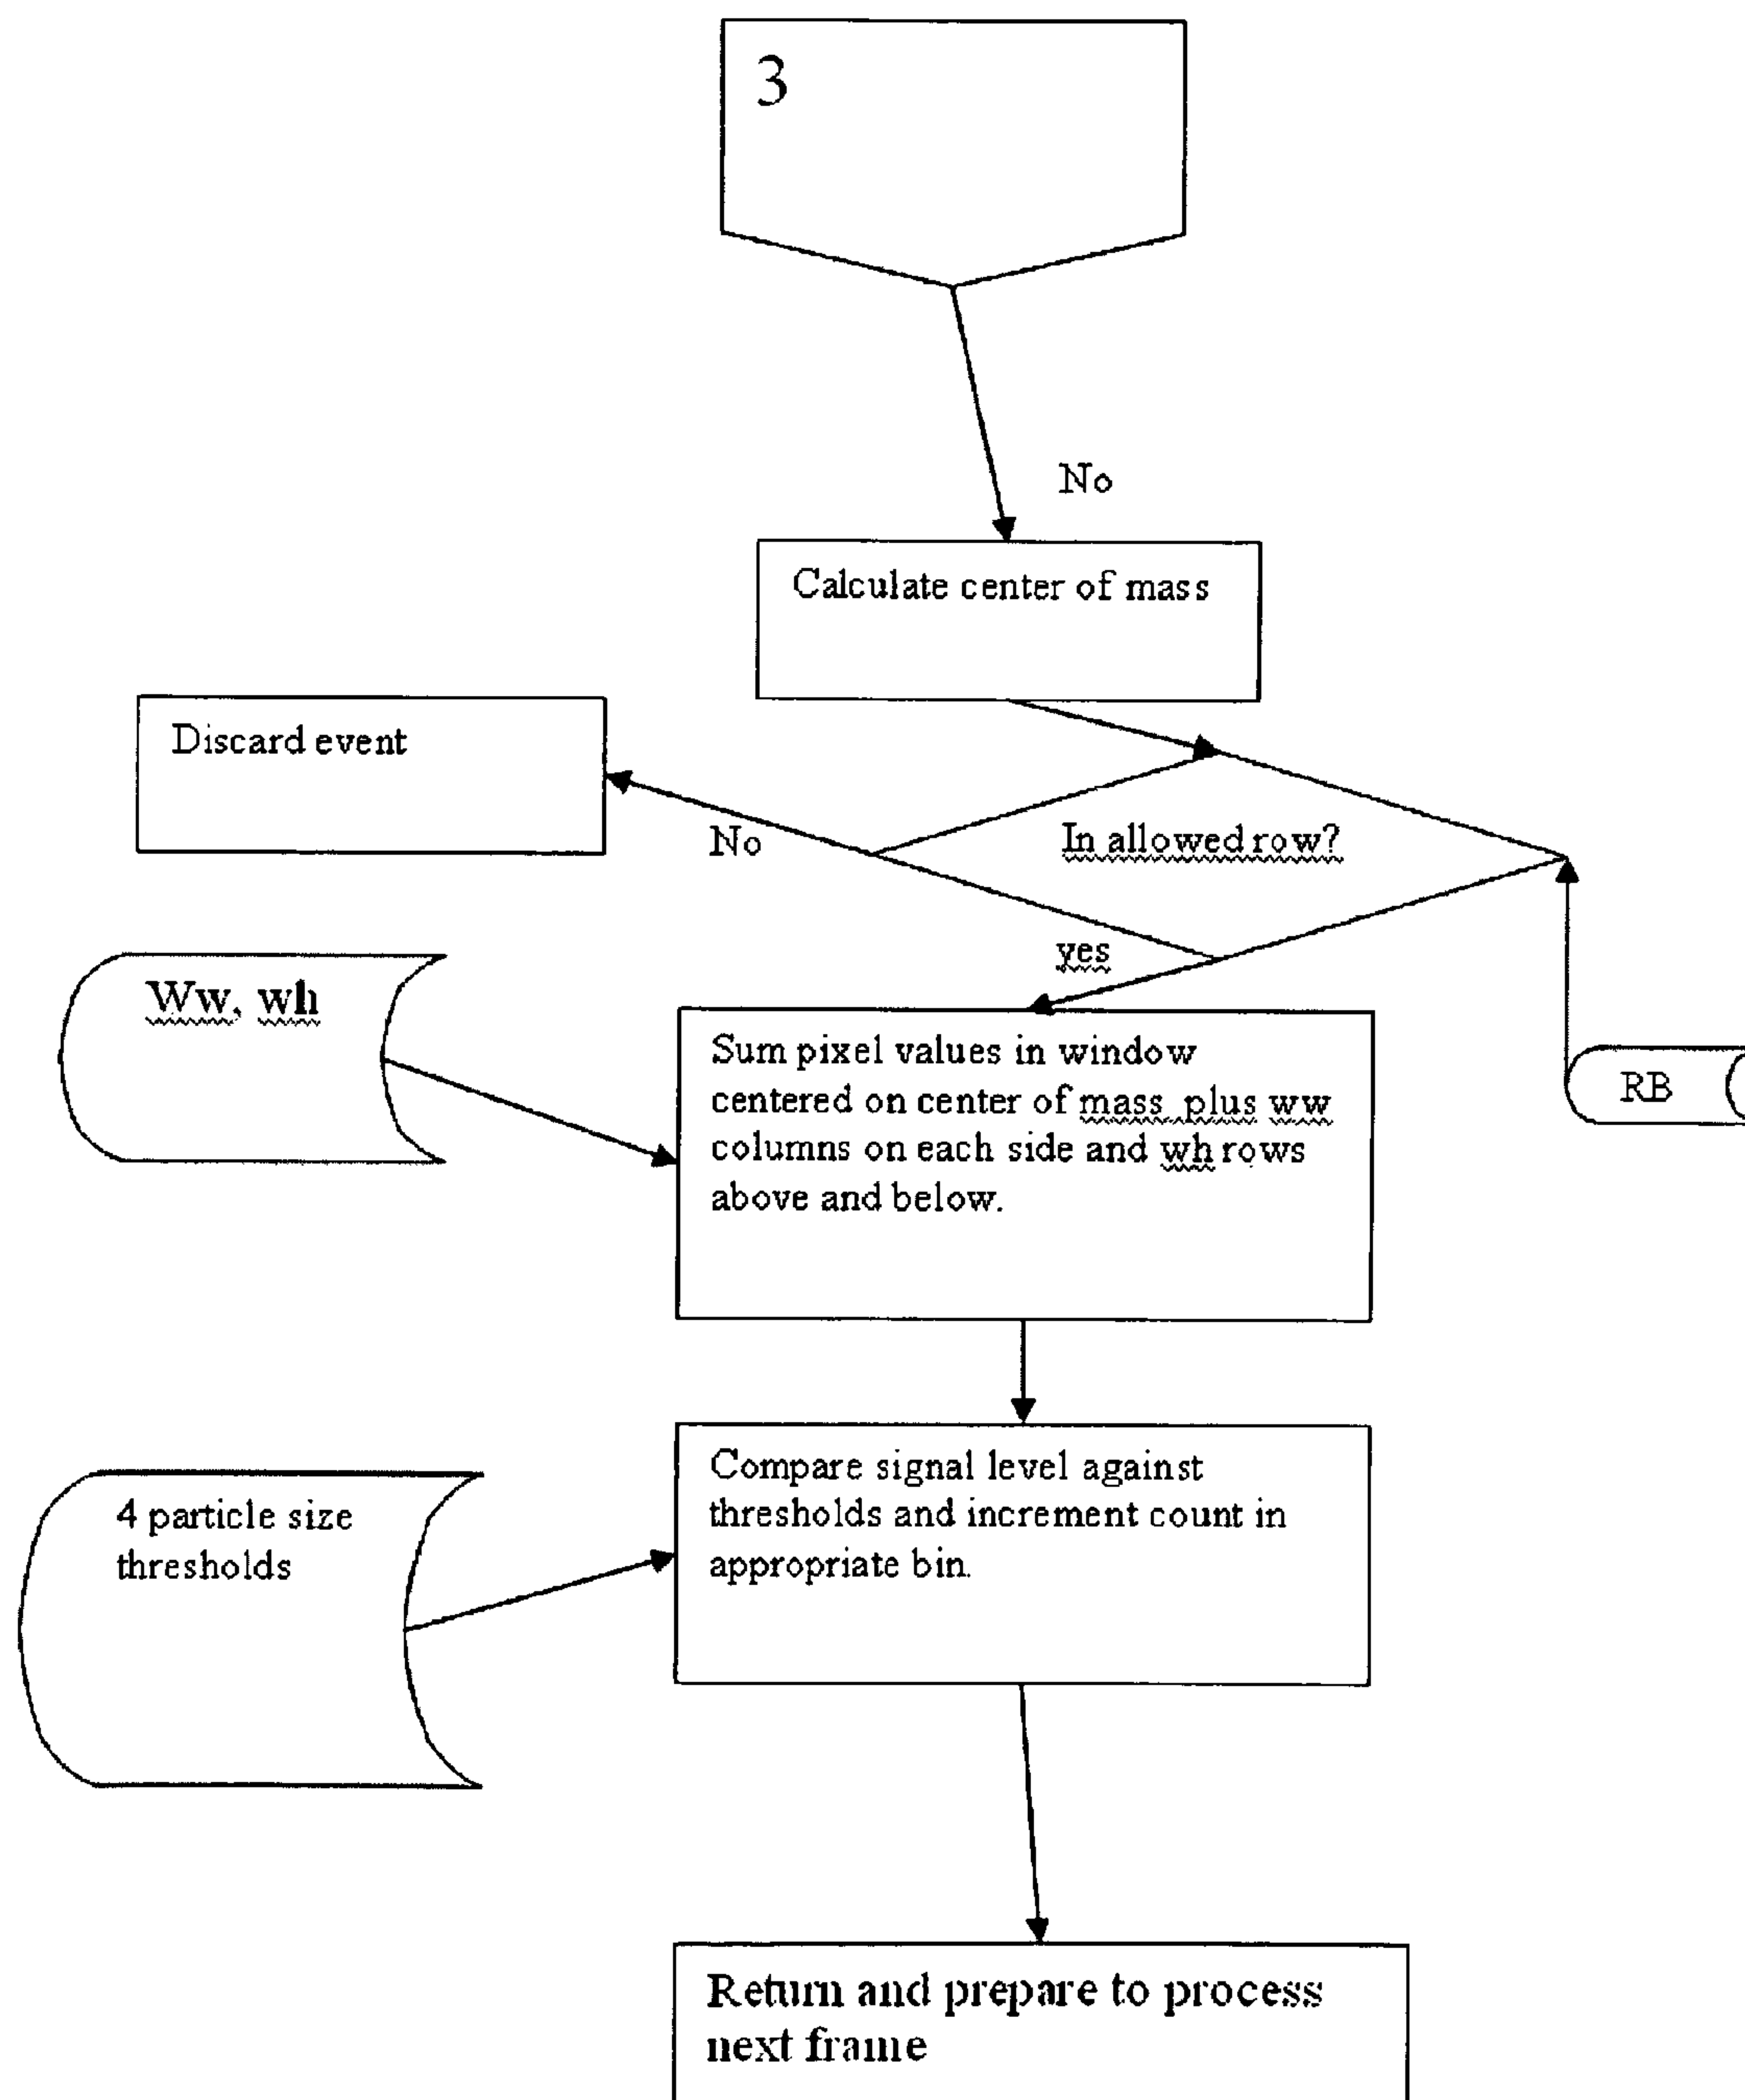 3
No
Calculate center of mass
Discard event
No
In allowed row?
yes
Ww, wh
Sum pixel values in window
centered on center of mass plus ww
columns on each side and wh rows
above and below.
RB
Compare signal level against
thresholds and increment count in
appropriate bin.
4 particle size
thresholds
Return and prepare to process
next frame